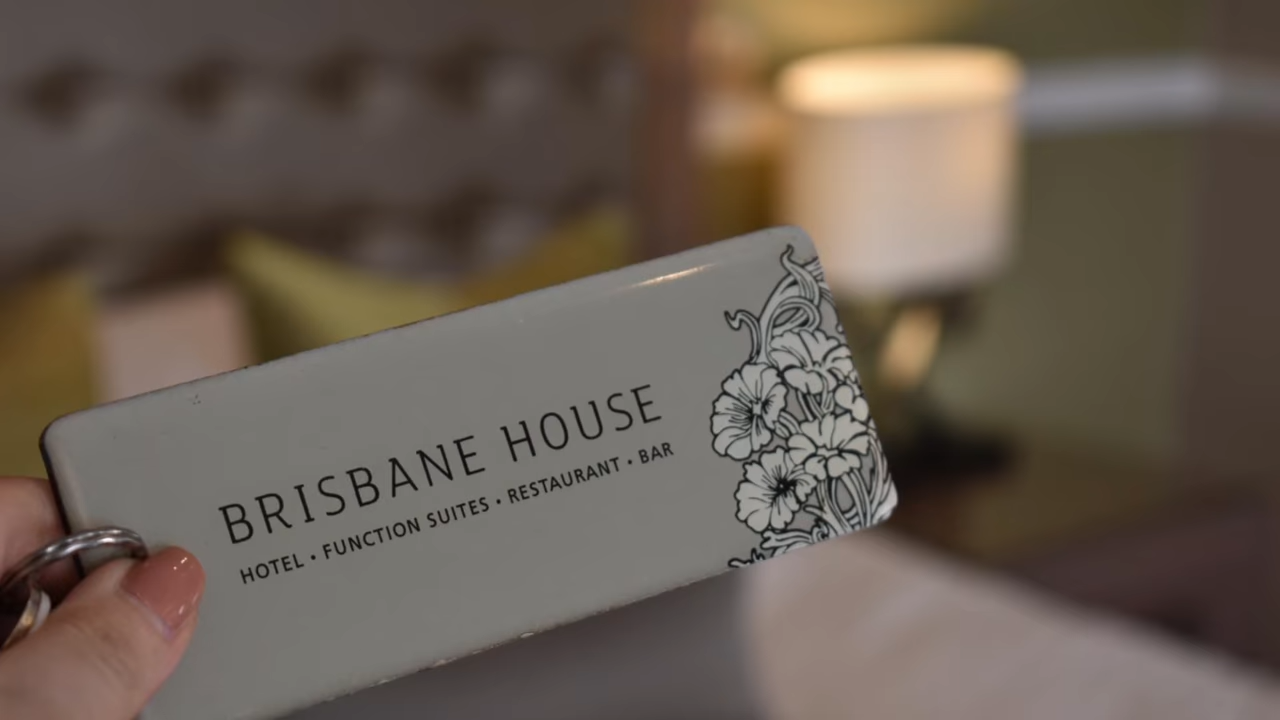 BRISBANE HOUSE
HOTEL • FUNCTION SUITES • RESTAURANT • BAR